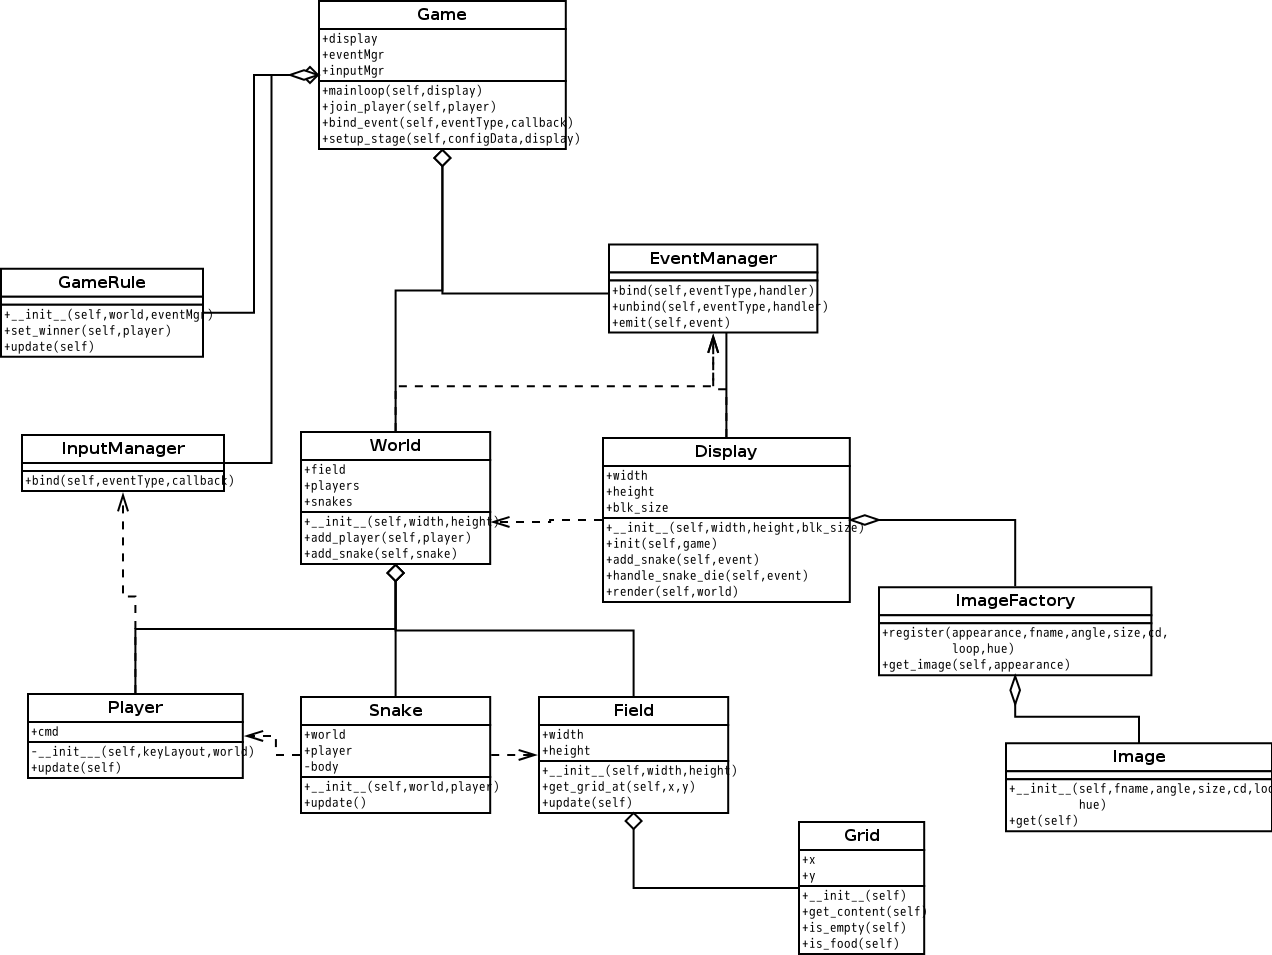 Game
+display
+eventMgr
+inputMgr
+mainloop(self,display)
+join_player(self,player)
+bind_event(self,eventType,callback)
+setup_stage(self,configData,display)
EventManager
+bind(self,eventType,handler)
+unbind(self,eventType,handler)
+emit(self,event)
GameRule
+__init__(self,world,eventMgr)
+set_winner(self,player)
+update(self)
InputManager
+bind(self,eventType,callback)
World
+field
+players
+snakes
+__init__(self,width,height)
+add_player(self,player)
+add_snake(self,snake)
Display
+width
+height
+blk_size
+__init__(self,width,height,blk_size)
+init(self,game)
+add_snake(self,event)
+handle_snake_die(self,event)
+render(self,world)
ImageFactory
+register(appearance,fname,angle,size,cd,
loop,hue)
+get_image(self,appearance)
Player
+cmd
-__init___(self,keyLayout,world)
+update(self)
Snake
+world
+player
-body
+__init__(self,world,player)
+update()
Field
+width
+height
+__init__(self,width,height)
+get_grid_at(self,x,y)
+update(self)
Image
+__init__(self,fname,angle,size,cd,loo
hue)
+get(self)
Grid
+x
+y
+__init__(self)
+get_content(self)
+is_empty(self)
+is_food(self)